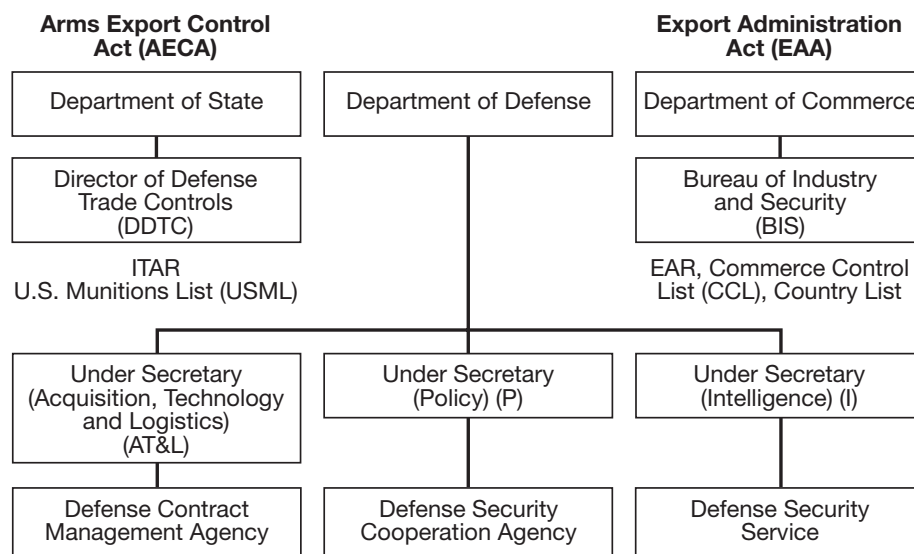 Arms Export Control
Act (AECA)
Export Administration
Act (EAA)
Department of State
Department of Defense
Department of Commerce
Director of Defense
Trade Controls
(DDTC)
Bureau of Industry
and Security
(BIS)
ITAR
U.S. Munitions List (USML)
EAR, Commerce Control
List (CCL), Country List
Under Secretary
(Acquisition, Technology
and Logistics)
(AT&L)
Under Secretary
(Policy) (P)
Under Secretary
(Intelligence) (I)
Defense Contract
Management Agency
Defense Security
Cooperation Agency
Defense Security
Service